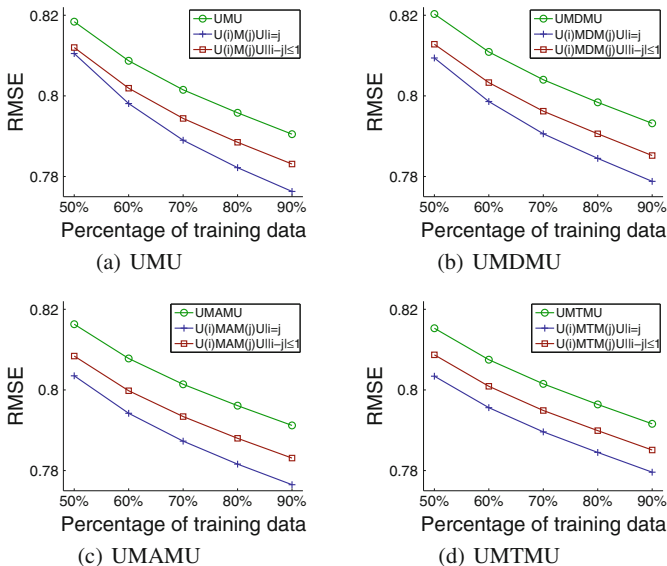 0.82
0.8
0.78
RMSE
UMU
U(i)M(j)U|i=j
U(i)M(j)U||i−j|≤1
50% 60% 70% 80% 90%
Percentage of training data
(a) UMU
0.82
0.8
0.78
RMSE
UMDMU
U(i)MDM(j)U|i=j
U(i)MDM(j)U||i−j|≤1
50% 60% 70% 80% 90%
Percentage of training data
(b) UMDMU
0.82
0.8
0.78
RMSE
UMAMU
U(i)MAM(j)U|i=j
U(i)MAM(j)U||i−j|≤1
50% 60% 70% 80% 90%
Percentage of training data
(c) UMAMU
0.82
0.8
0.78
RMSE
UMTMU
U(i)MTM(j)U|i=j
U(i)MTM(j)U||i−j|≤1
50% 60% 70% 80% 90%
Percentage of training data
(d) UMTMU